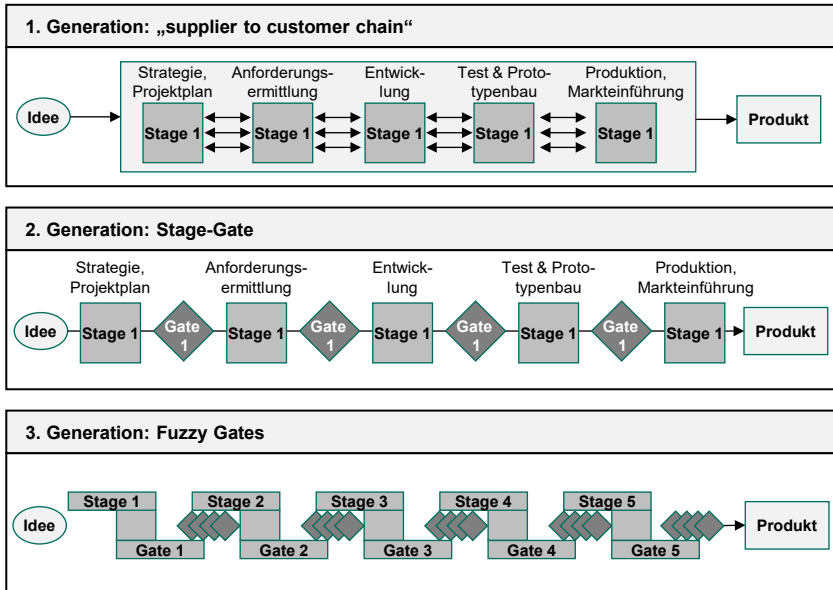 1. Generation: „supplier to customer chain“
Strategie,
Projektplan
Anforderungs-
ermittlung
Entwick-
lung
Test & Proto-
typenbau
Produktion,
Markteinführung
Idee
Stage 1
Stage 1
Stage 1
Stage 1
Stage 1
Produkt
2. Generation: Stage-Gate
Strategie,
Projektplan
Anforderungs-
ermittlung
Entwick-
lung
Test & Proto-
typenbau
Produktion,
Markteinführung
Idee
Stage 1
Gate
1
Stage 1
Gate
1
Stage 1
Gate
1
Stage 1
Gate
1
Stage 1
Produkt
3. Generation: Fuzzy Gates
Stage 1
Stage 2
Stage 3
Stage 4
Stage 5
Idee
Produkt
Gate 1
Gate 2
Gate 3
Gate 4
Gate 5